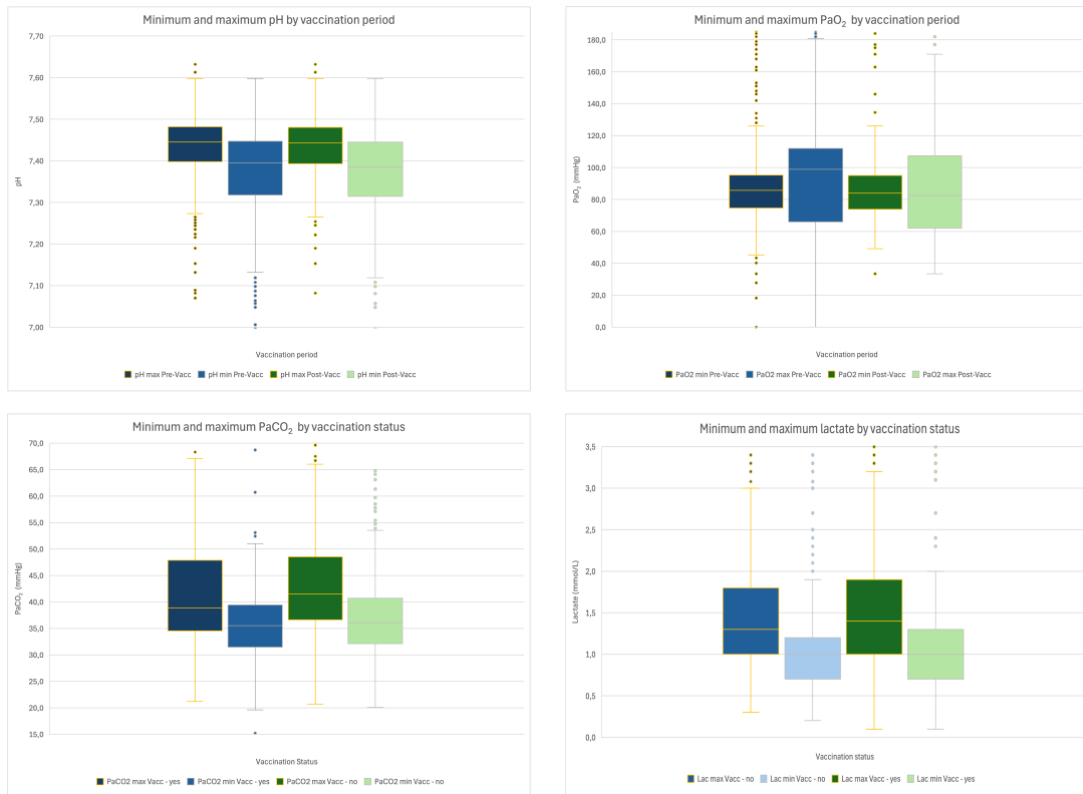 Minimum and maximum pH by vaccination period
7,70
7,60
7,50
7,40
7,30
7,20
7,10
7,00
pH
Vaccination period
pH max Pre-Vacc pH min Pre-Vacc pH max Post-Vacc pH min Post-Vacc
Minimum and maximum PaO₂ by vaccination period
180,0
160,0
140,0
120,0
100,0
80,0
60,0
40,0
20,0
0,0
PaO₂ (mmHg)
Vaccination period
PaO2 min Pre-Vacc PaO2 max Pre-Vacc PaO2 min Post-Vacc PaO2 max Post-Vacc
Minimum and maximum PaCO₂ by vaccination status
70,0
65,0
60,0
55,0
50,0
45,0
40,0
35,0
30,0
25,0
20,0
15,0
PaCO₂ (mmHg)
Vaccination Status
PaCO2 max Vacc - yes PaCO2 min Vacc - yes PaCO2 max Vacc - no PaCO2 min Vacc - no
Minimum and maximum lactate by vaccination status
3,5
3,0
2,5
2,0
1,5
1,0
0,5
0,0
Lactate (mmol/L)
Vaccination status
Lac max Vacc - no Lac min Vacc - no Lac max Vacc - yes Lac min Vacc - yes